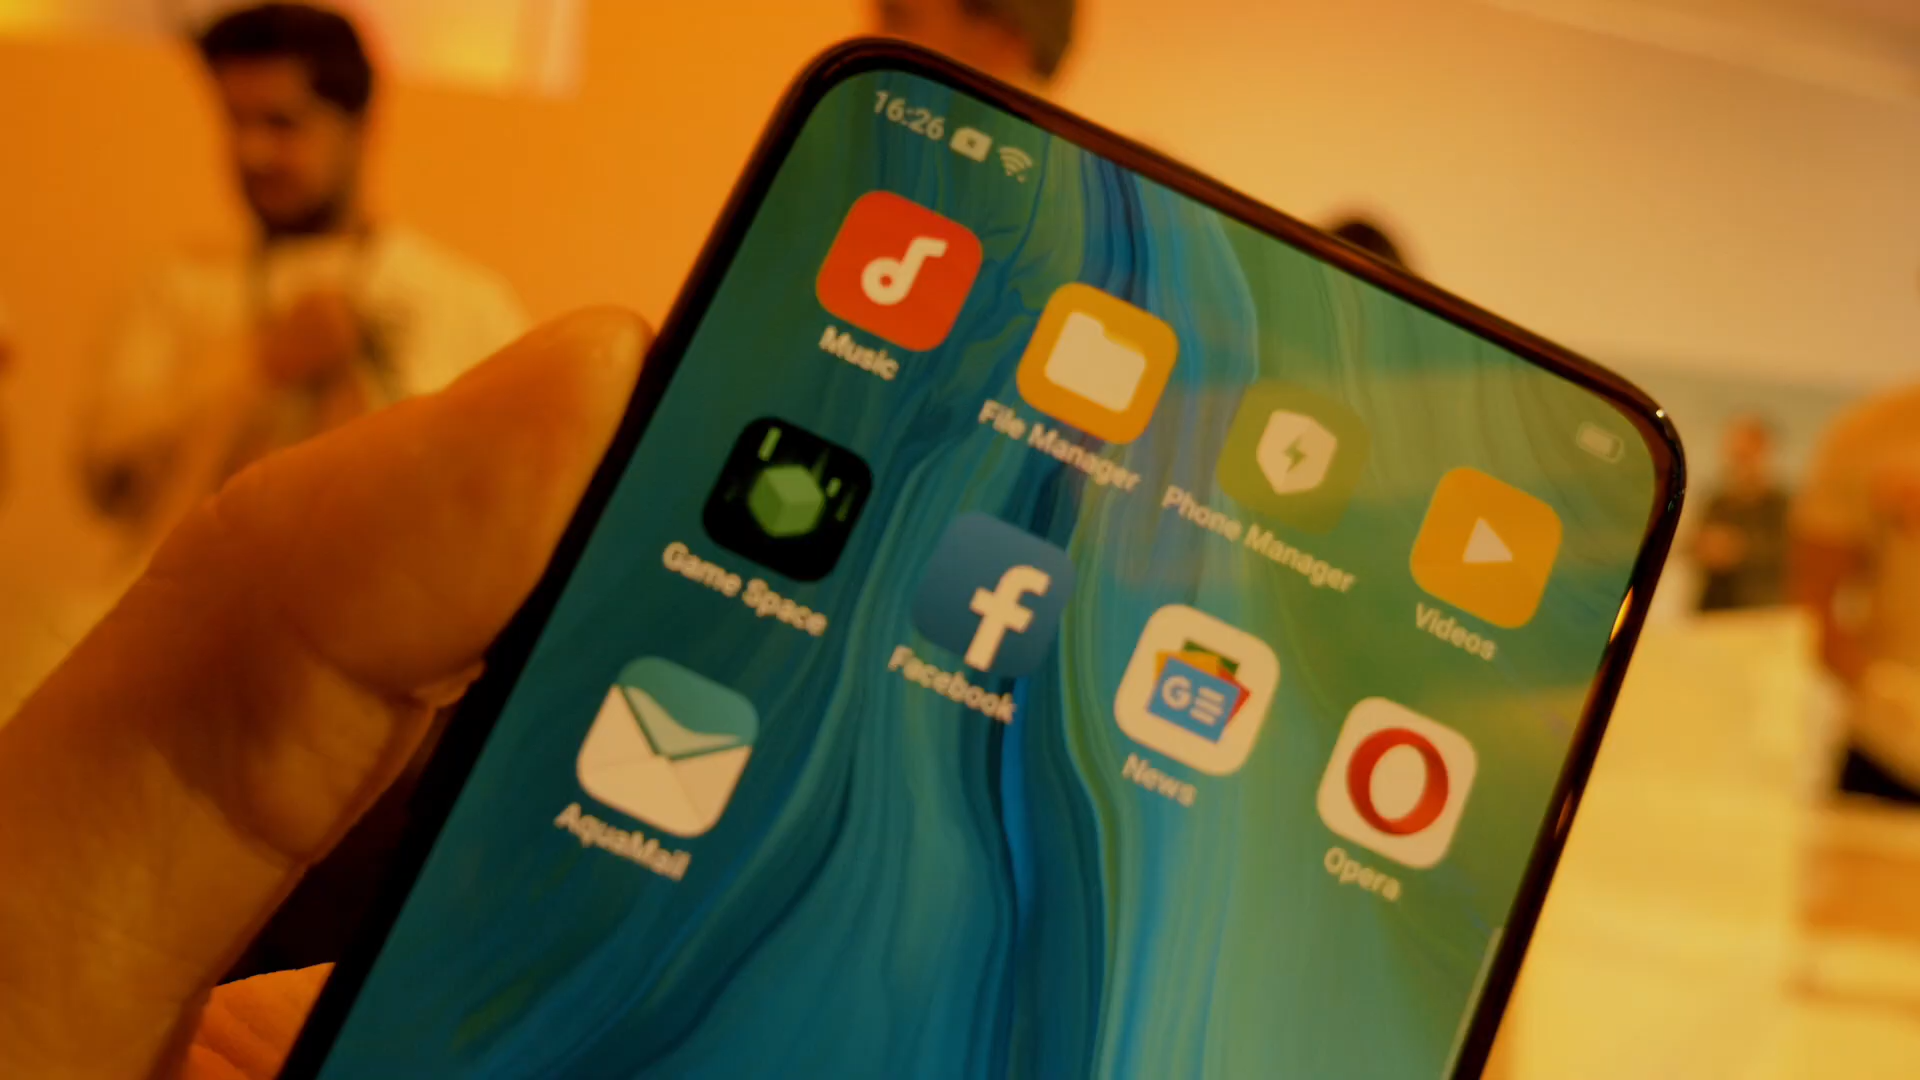 16:26
Music
File Manager
Phone Manager
Videos
Game Space
Facebook
News
Opera
AquaMail